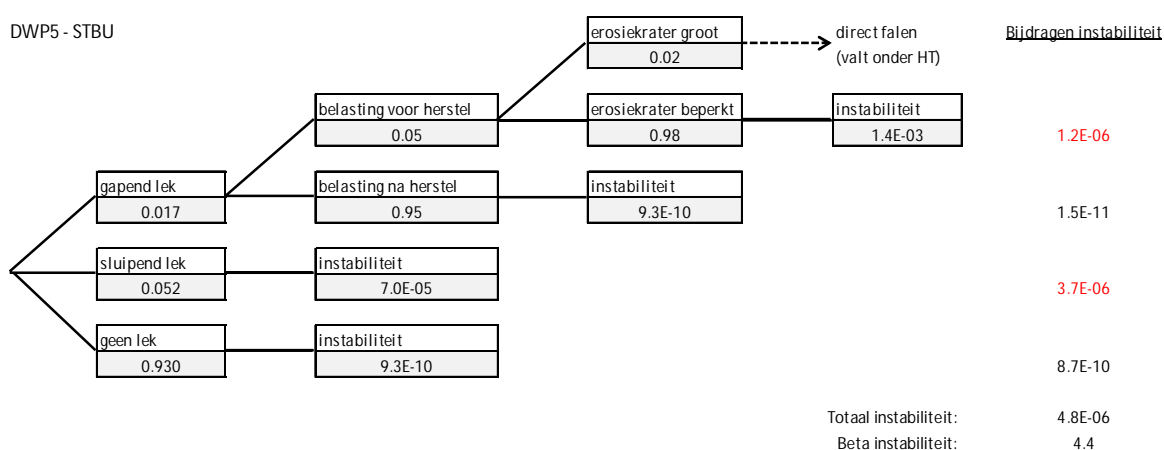 DWP5 - STBU
erosiekrater groot
0.02
direct falen
(valt onder HT)
Bijdragen instabiliteit
belasting voor herstel
0.05
erosiekrater beperkt
0.98
instabiliteit
1.4E-03
1.2E-06
gapend lek
0.017
belasting na herstel
0.95
instabiliteit
9.3E-10
1.5E-11
sluipend lek
0.052
instabiliteit
7.0E-05
3.7E-06
geen lek
0.930
instabiliteit
9.3E-10
8.7E-10
Totaal instabiliteit: 4.8E-06
Beta instabiliteit: 4.4